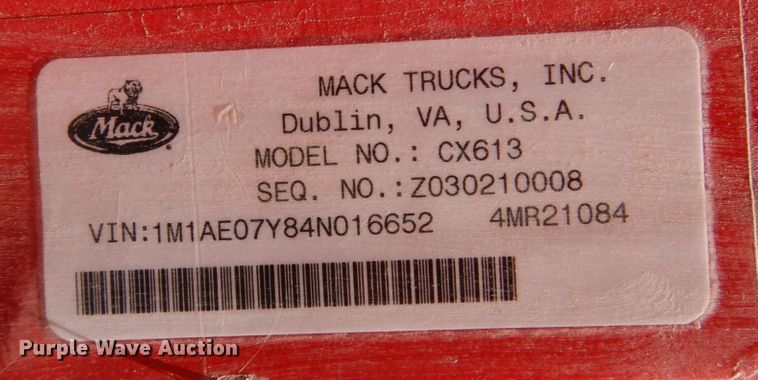 MACK TRUCKS, INC.
Mack
Dublin, VA, U.S.A.
MODEL NO.: CX613
SEQ. NO.:Z030210008
VIN:1M1AE07Y84N016652 4MR21084
Purple Wave Auction